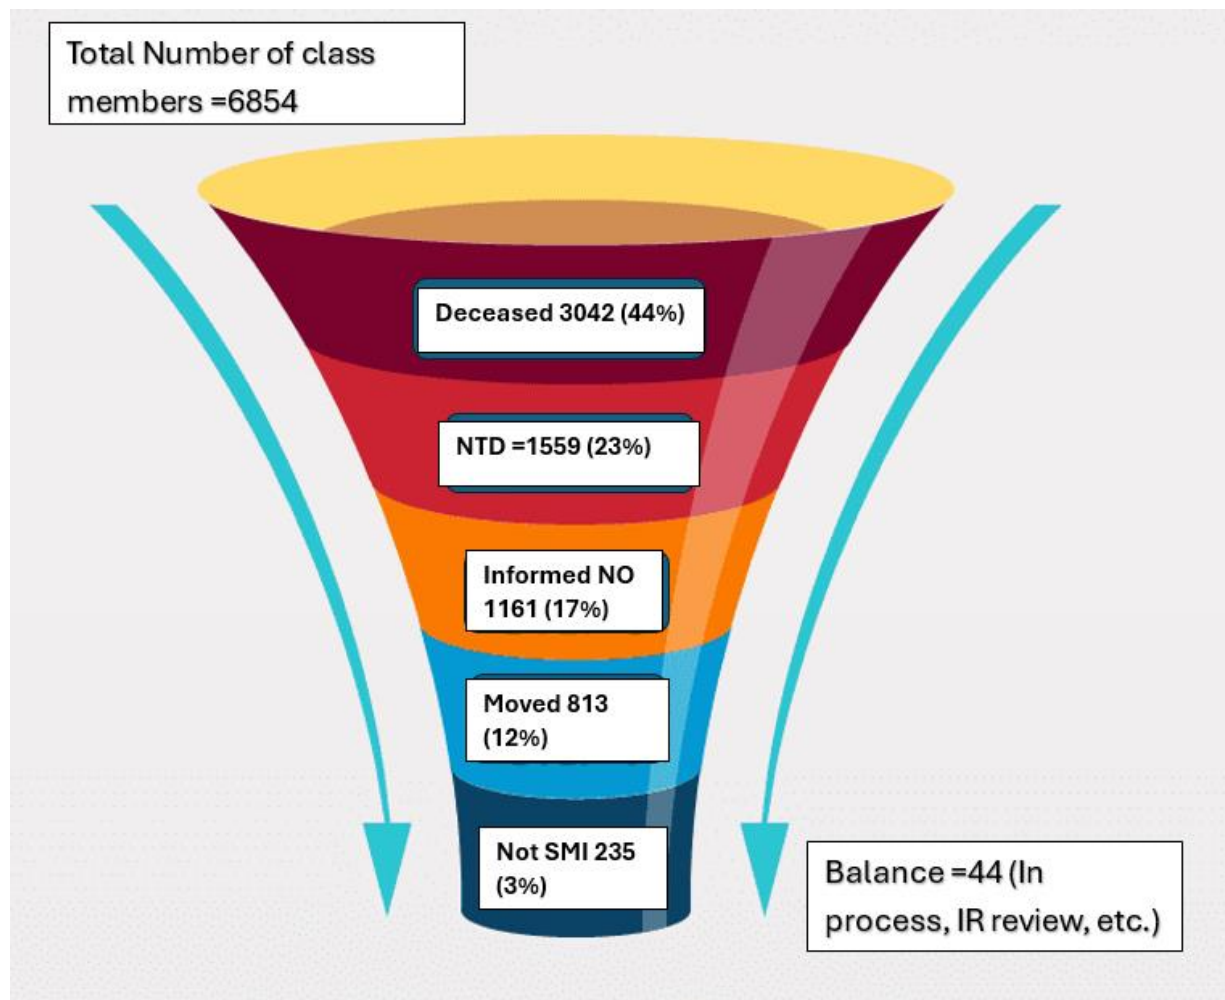 Total Number of class
members =6854
Deceased 3042 (44%)
NTD =1559 (23%)
Informed NO
1161 (17%)
Moved 813
(12%)
Not SMI 235
(3%)
Balance =44 (In
process, IR review, etc.)